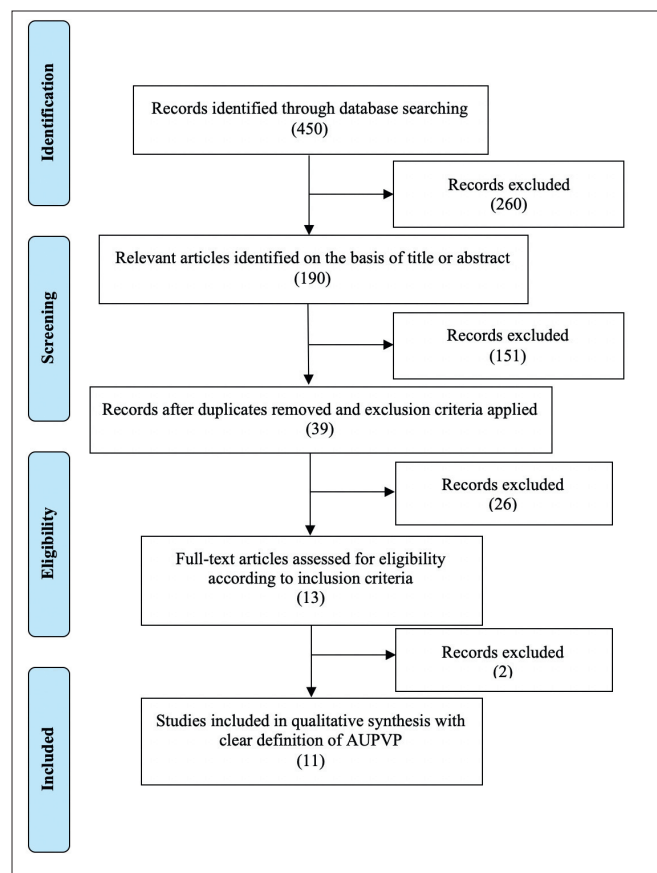 Identification
Records identified through database searching
(450)
Records excluded
(260)
Screening
Relevant articles identified on the basis of title or abstract
(190)
Records excluded
(151)
Records after duplicates removed and exclusion criteria applied
(39)
Eligibility
Records excluded
(26)
Full-text articles assessed for eligibility
according to inclusion criteria
(13)
Records excluded
(2)
Included
Studies included in qualitative synthesis with
clear definition of AUPVP
(11)